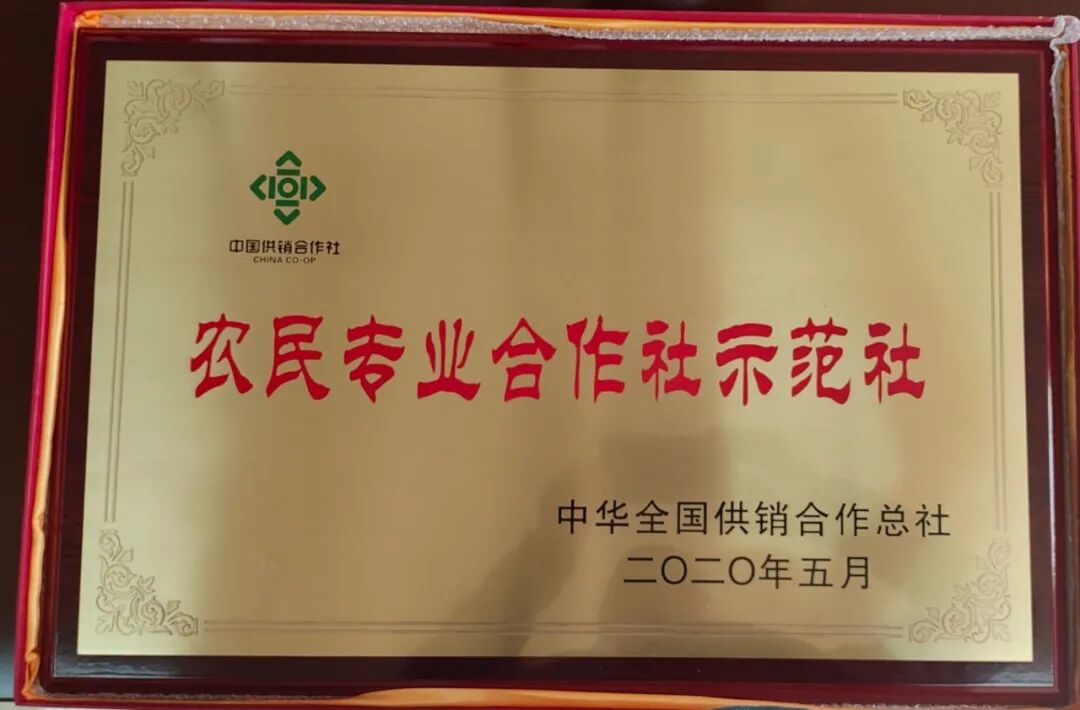 中国供销合作社
CHINA CO-OP
农民专业合作社示范社
中华全国供销合作总社
二〇二〇年五月